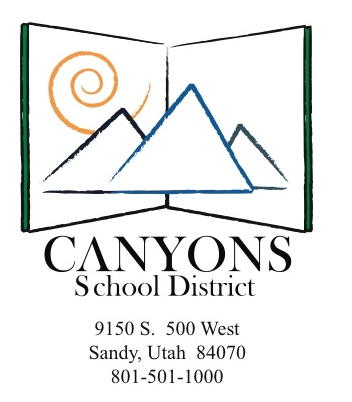 CANYONS
School District
9150 S. 500 West
Sandy, Utah 84070
801-501-1000